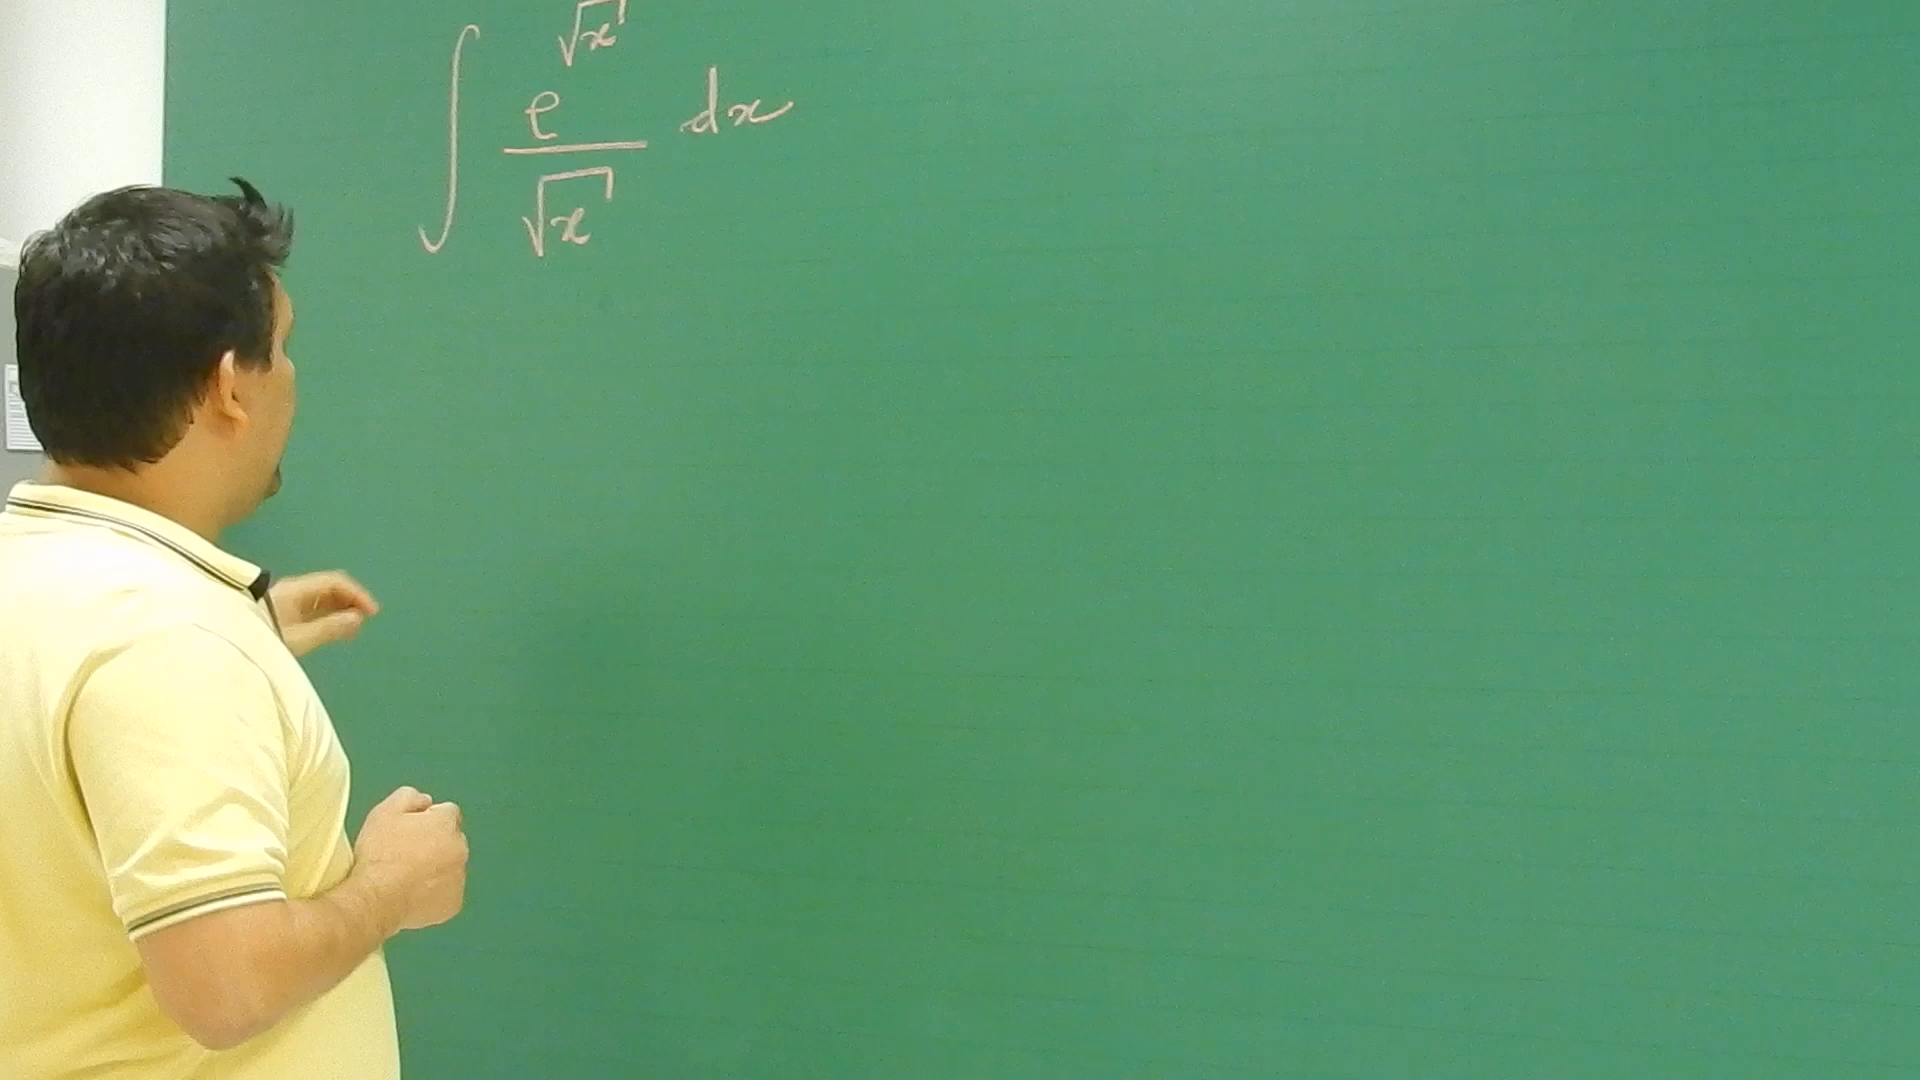 ∫ e^√x / √x dx